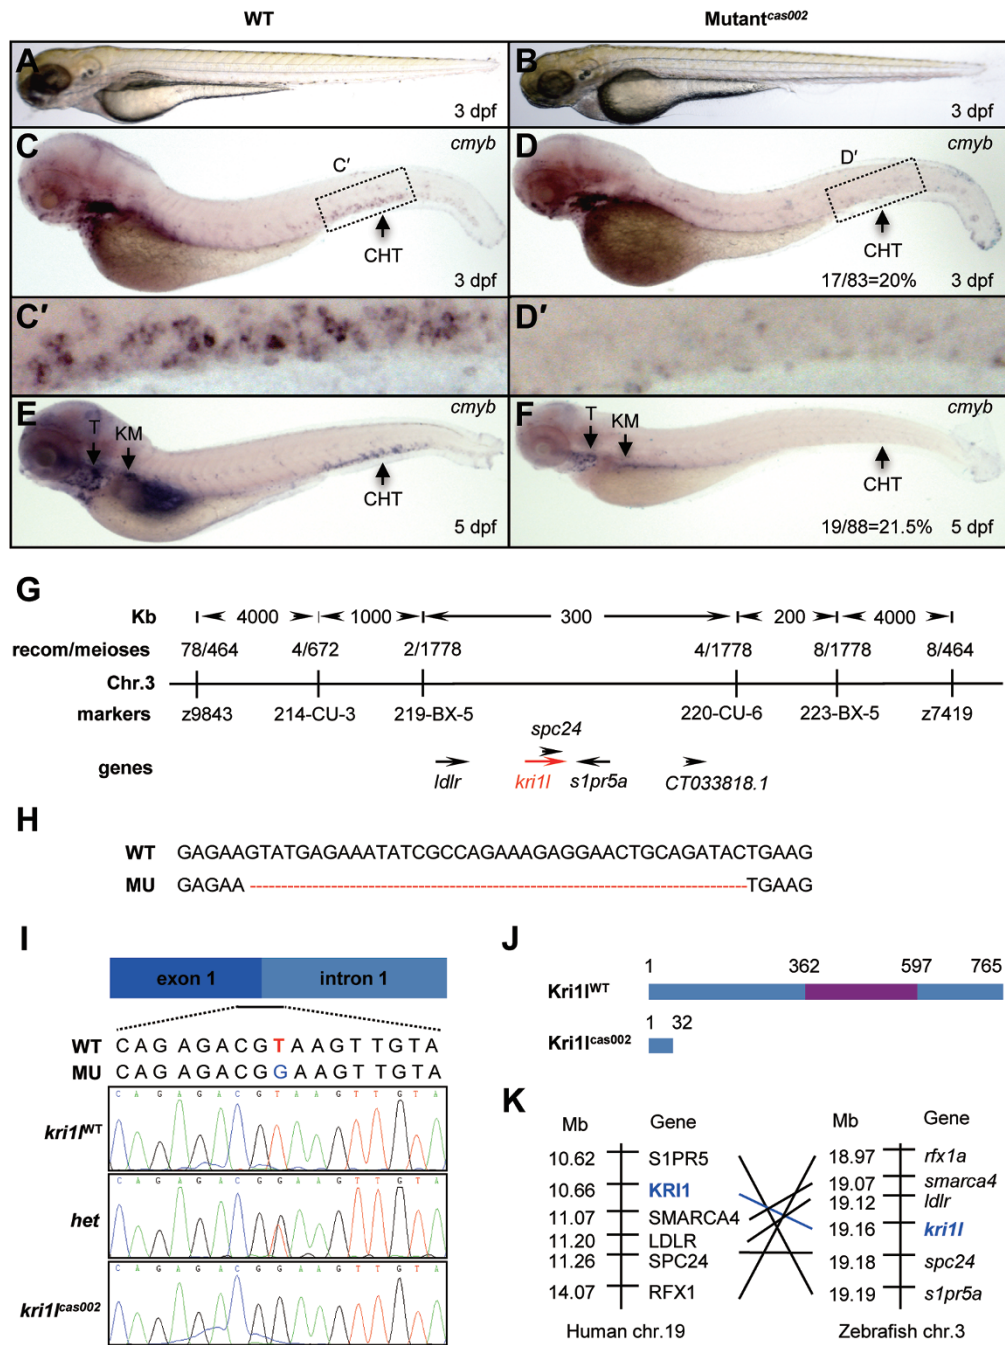 WT Mutant^cas002
A 3 dpf
B 3 dpf
C cmyb
C′
CHT
3 dpf
D cmyb
D′
CHT
17/83=20% 3 dpf
C′
D′
E cmyb
T KM
CHT
5 dpf
F cmyb
T KM
CHT
19/88=21.5% 5 dpf
G
Kb 4000 1000 300 200 4000
recom/meioses 78/464 4/672 2/1778 4/1778 8/1778 8/464
Chr.3
markers z9843 214-CU-3 219-BX-5 220-CU-6 223-BX-5 z7419
spc24
genes
ldlr kri1l s1pr5a CT033818.1
H
WT GAGAAGTATGAGAAATATCGCCAGAAAGAGGAACTGCAGATACTGAAG
MU GAGAA TGAAG
I
exon 1 intron 1
WT CAGAGACGTAAGTTGTA
MU CAGAGACGGAAGTTGTA
CAGAGACGTAAGTTGTA
kri1l^WT
CAGAGACGGAAGTTGTA
het
CAGAGACGGAAGTTGTA
kri1l^cas002
J
1 362 597 765
Kri1l^WT
1 32
Kri1l^cas002
K
Mb Gene Mb Gene
10.62 S1PR5 18.97 rfx1a
10.66 KRI1 19.07 smarca4
11.07 SMARCA4 19.12 ldlr
11.20 LDLR 19.16 kri1l
11.26 SPC24 19.18 spc24
14.07 RFX1 19.19 s1pr5a
Human chr.19 Zebrafish chr.3